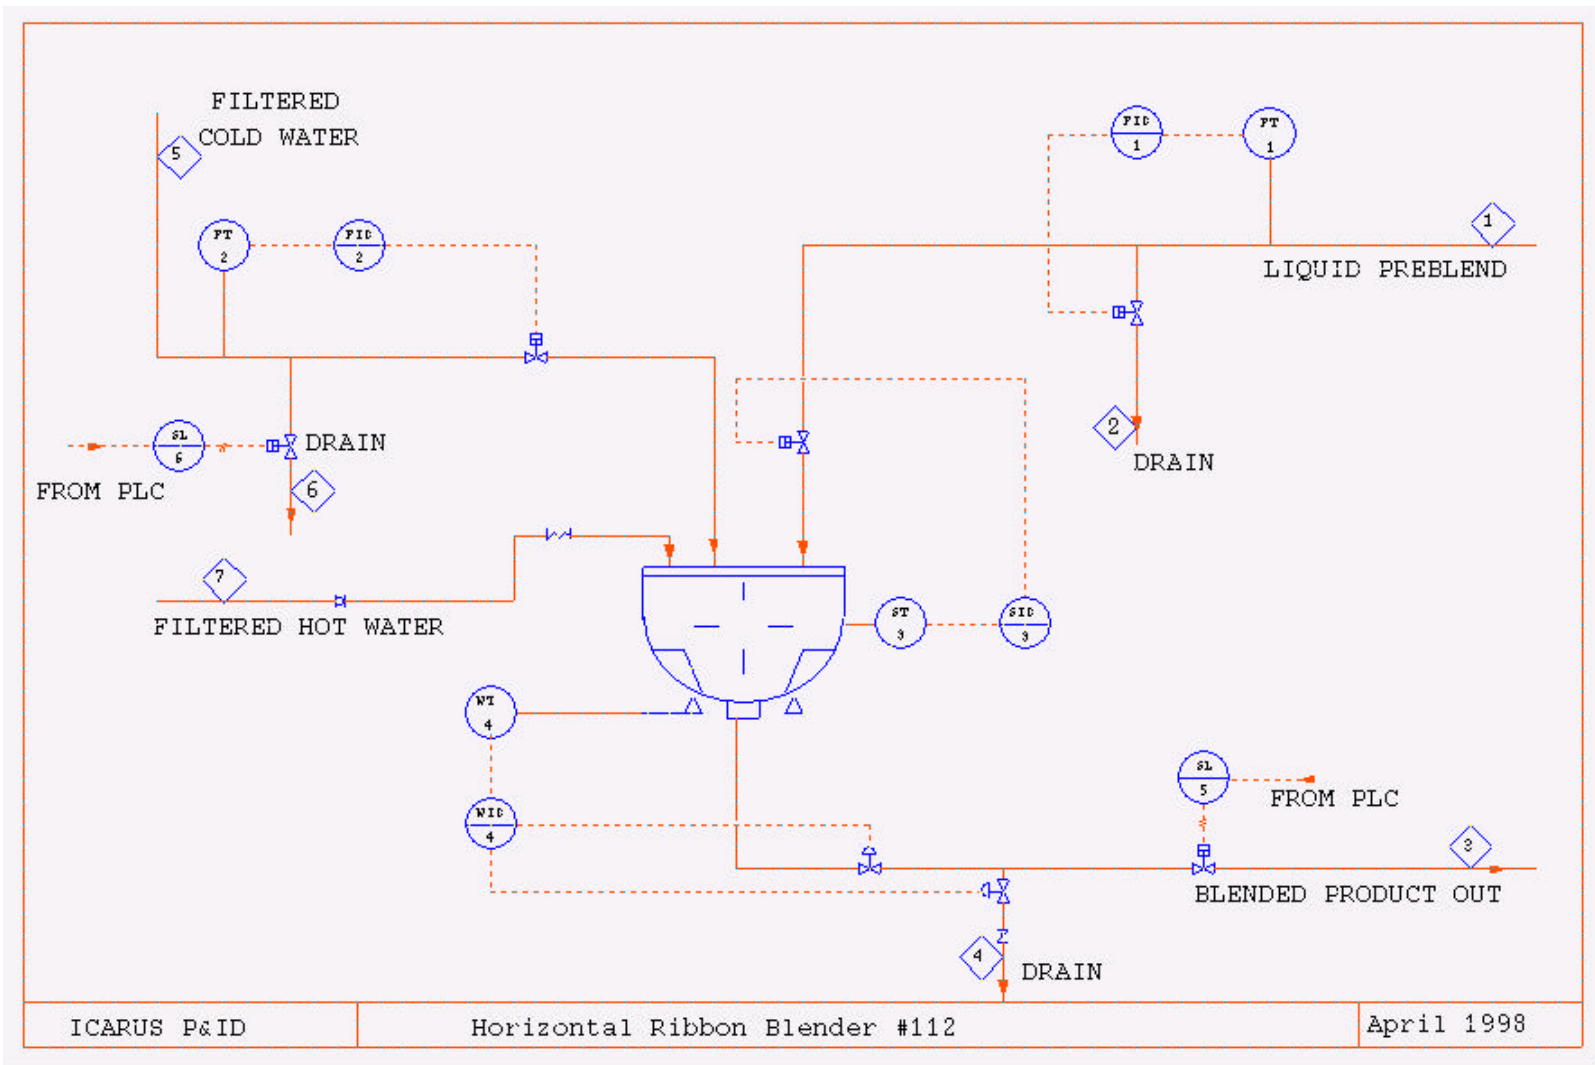 FILTERED
COLD WATER
5
FIC
1
FT
1
FT
2
FIC
2
1
LIQUID PREBLEND
2
DRAIN
SL
6
DRAIN
FROM PLC
6
7
FILTERED HOT WATER
ST
3
SIC
3
WT
4
WIC
4
SL
5
FROM PLC
3
BLENDED PRODUCT OUT
4
DRAIN
ICARUS P&ID
Horizontal Ribbon Blender #112
April 1998